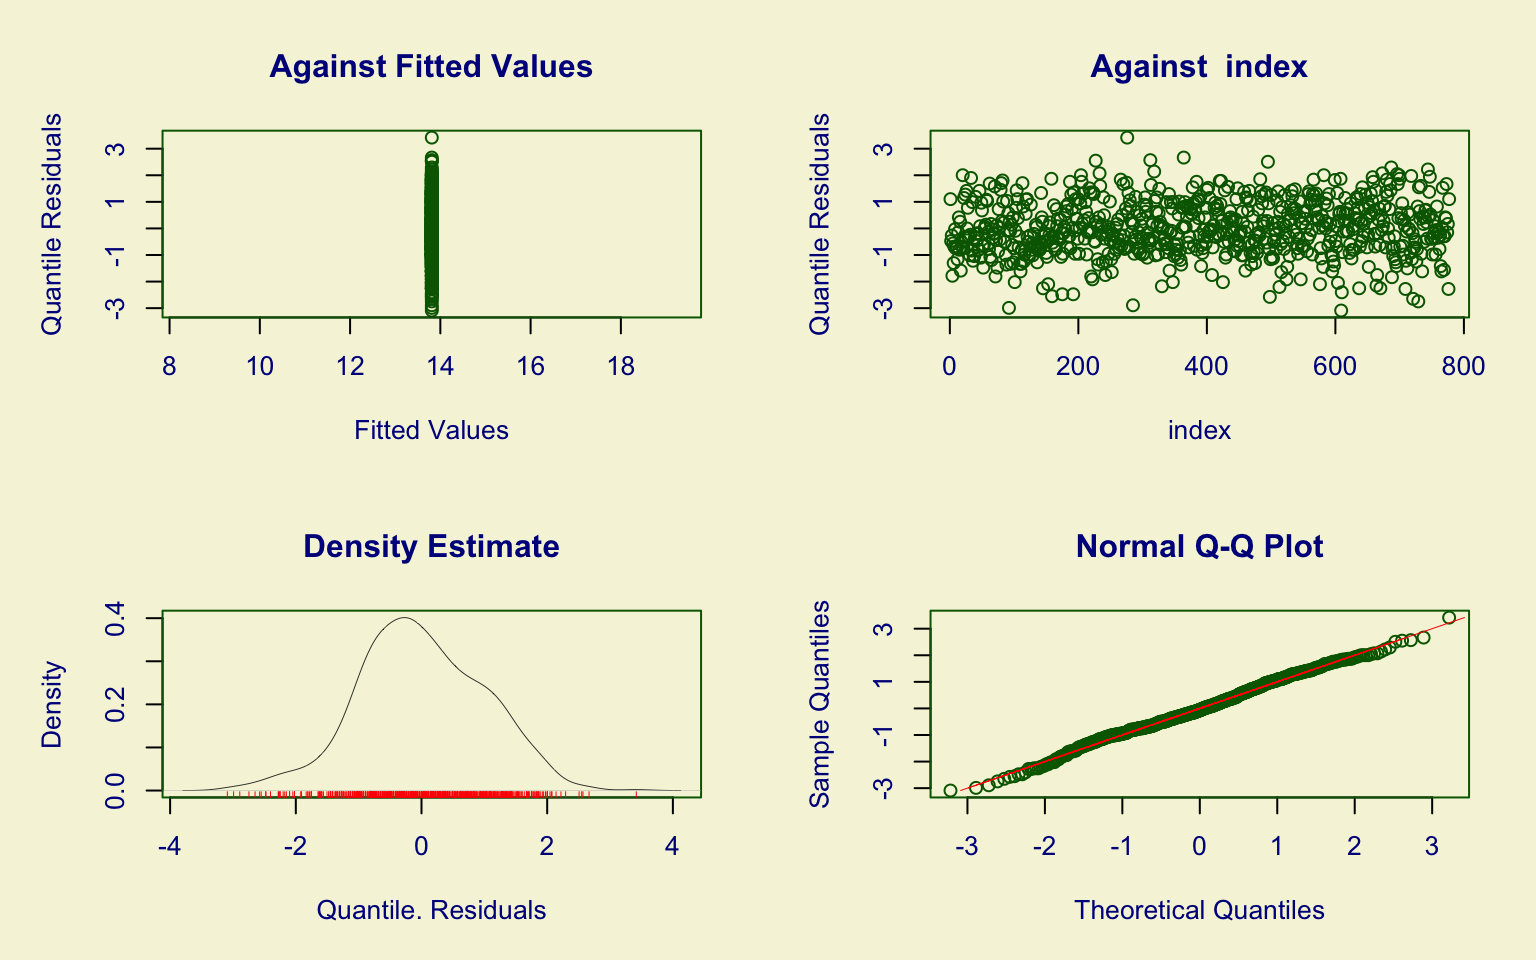 Against Fitted Values
Quantile Residuals
3
1
-1
-3
8 10 12 14 16 18
Fitted Values
Against  index
Quantile Residuals
3
1
-1
-3
0 200 400 600 800
index
Density Estimate
Density
0.4
0.2
0.0
-4 -2 0 2 4
Quantile. Residuals
Normal Q-Q Plot
Sample Quantiles
3
1
-1
-3
-3 -2 -1 0 1 2 3
Theoretical Quantiles